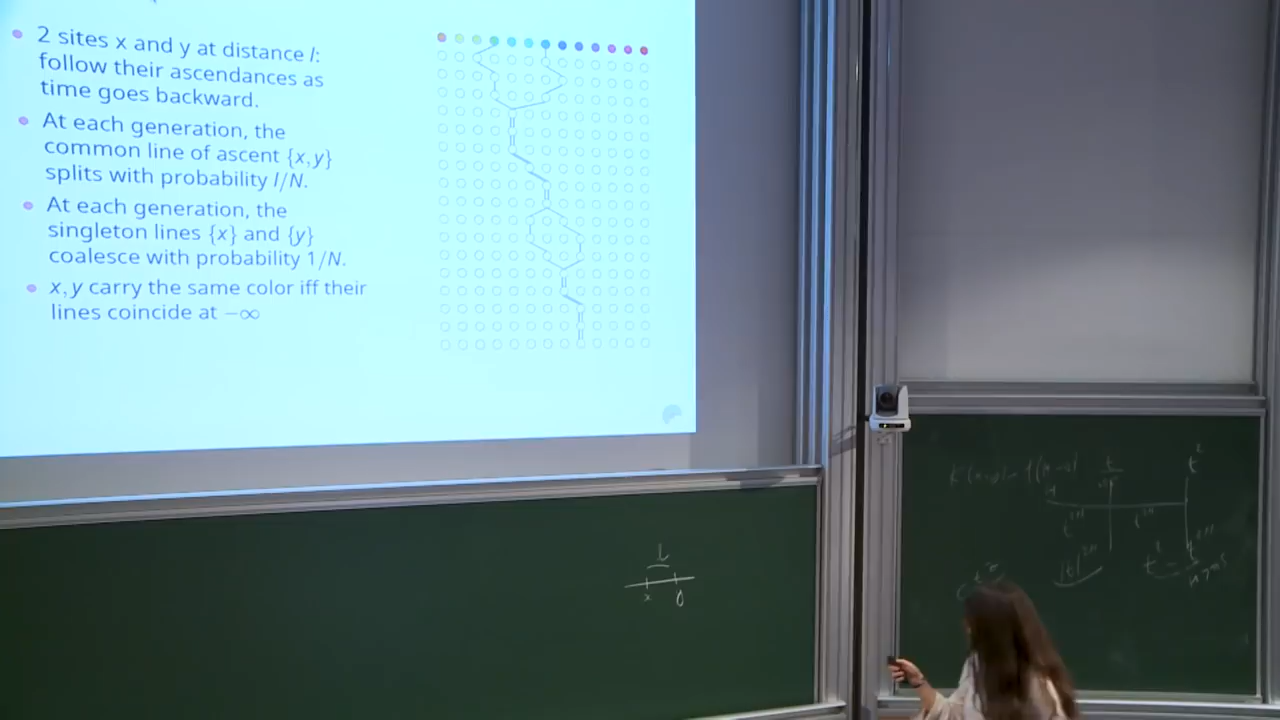 2 sites x and y at distance l:
follow their ascendances as
time goes backward.
At each generation, the
common line of ascent {x,y}
splits with probability l/N.
At each generation, the
singleton lines {x} and {y}
coalesce with probability 1/N.
x,y carry the same color iff their
lines coincide at −∞
L
x